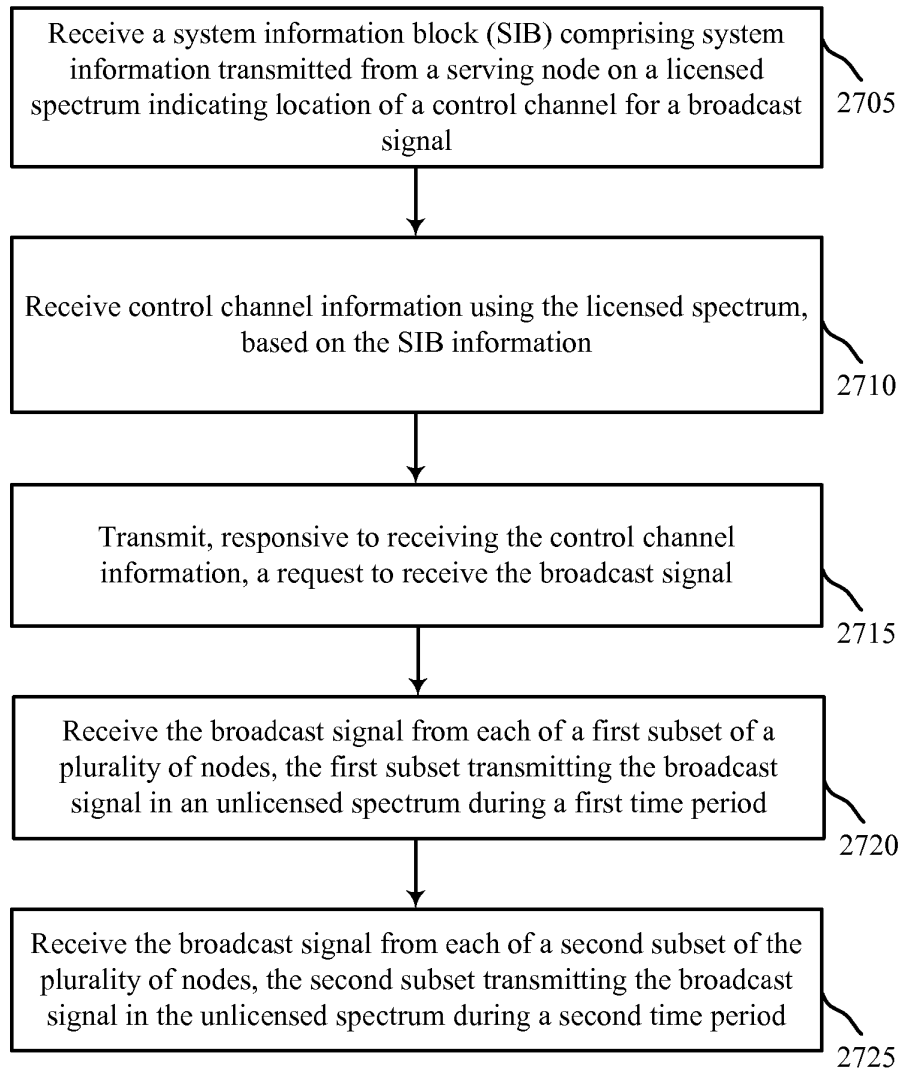 Receive a system information block (SIB) comprising system
information transmitted from a serving node on a licensed
spectrum indicating location of a control channel for a broadcast
signal
2705
Receive control channel information using the licensed spectrum,
based on the SIB information
2710
Transmit, responsive to receiving the control channel
information, a request to receive the broadcast signal
2715
Receive the broadcast signal from each of a first subset of a
plurality of nodes, the first subset transmitting the broadcast
signal in an unlicensed spectrum during a first time period
2720
Receive the broadcast signal from each of a second subset of the
plurality of nodes, the second subset transmitting the broadcast
signal in the unlicensed spectrum during a second time period
2725